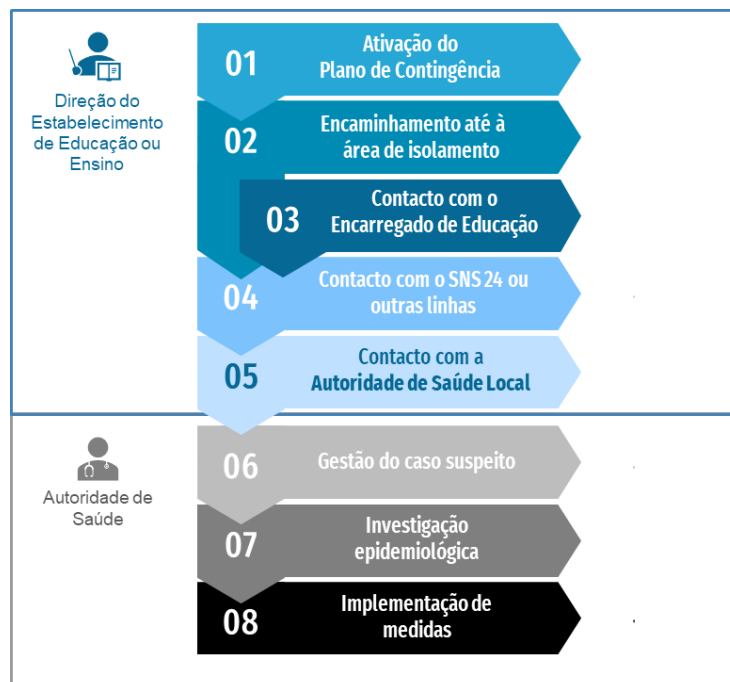 Direção do
Estabelecimento
de Educação ou
Ensino
01
Ativação do
Plano de Contingência
02
Encaminhamento até à
área de isolamento
03
Contacto com o
Encarregado de Educação
04
Contacto com o SNS 24 ou
outras linhas
05
Contacto com a
Autoridade de Saúde Local
Autoridade de
Saúde
06
Gestão do caso suspeito
07
Investigação
epidemiológica
08
Implementação de
medidas